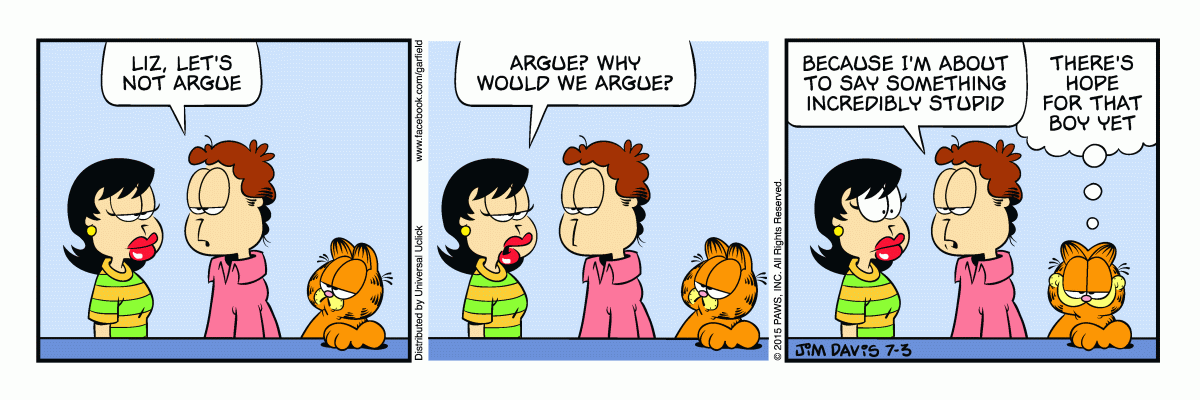 LIZ, LET'S
NOT ARGUE
www.facebook.com/garfield
Distributed by Universal Uclick
ARGUE? WHY
WOULD WE ARGUE?
© 2015 PAWS, INC. All Rights Reserved.
BECAUSE I'M ABOUT
TO SAY SOMETHING
INCREDIBLY STUPID
THERE'S
HOPE
FOR THAT
BOY YET
JIM DAVIS 7-3